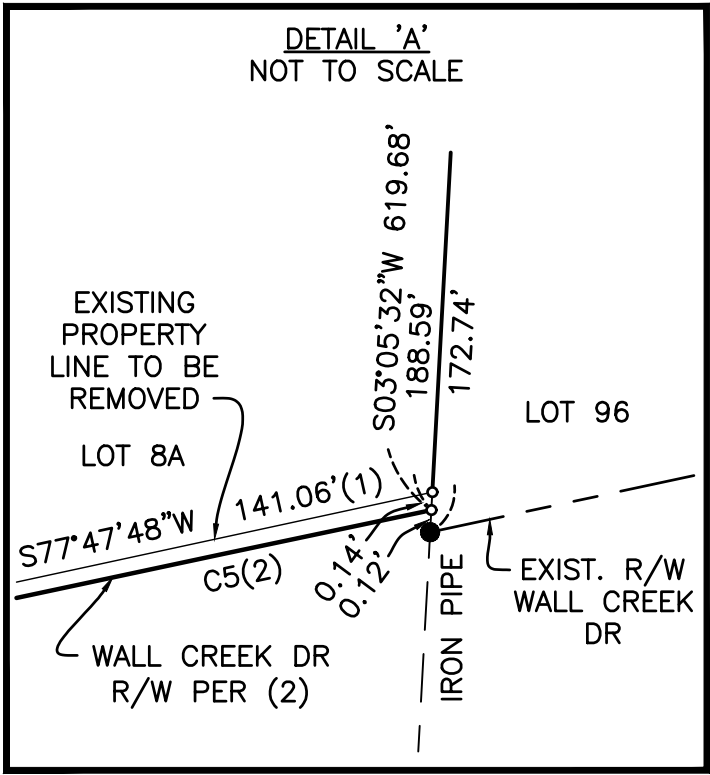 DETAIL 'A'
NOT TO SCALE
S03°05'32"W 619.68'
188.59'
172.74'
EXISTING
PROPERTY
LINE TO BE
REMOVED
LOT 96
LOT 8A
S77°47'48"W 141.06'(1)
C5(2)
0.14'
0.12'
IRON PIPE
EXIST. R/W
WALL CREEK
DR
WALL CREEK DR
R/W PER (2)